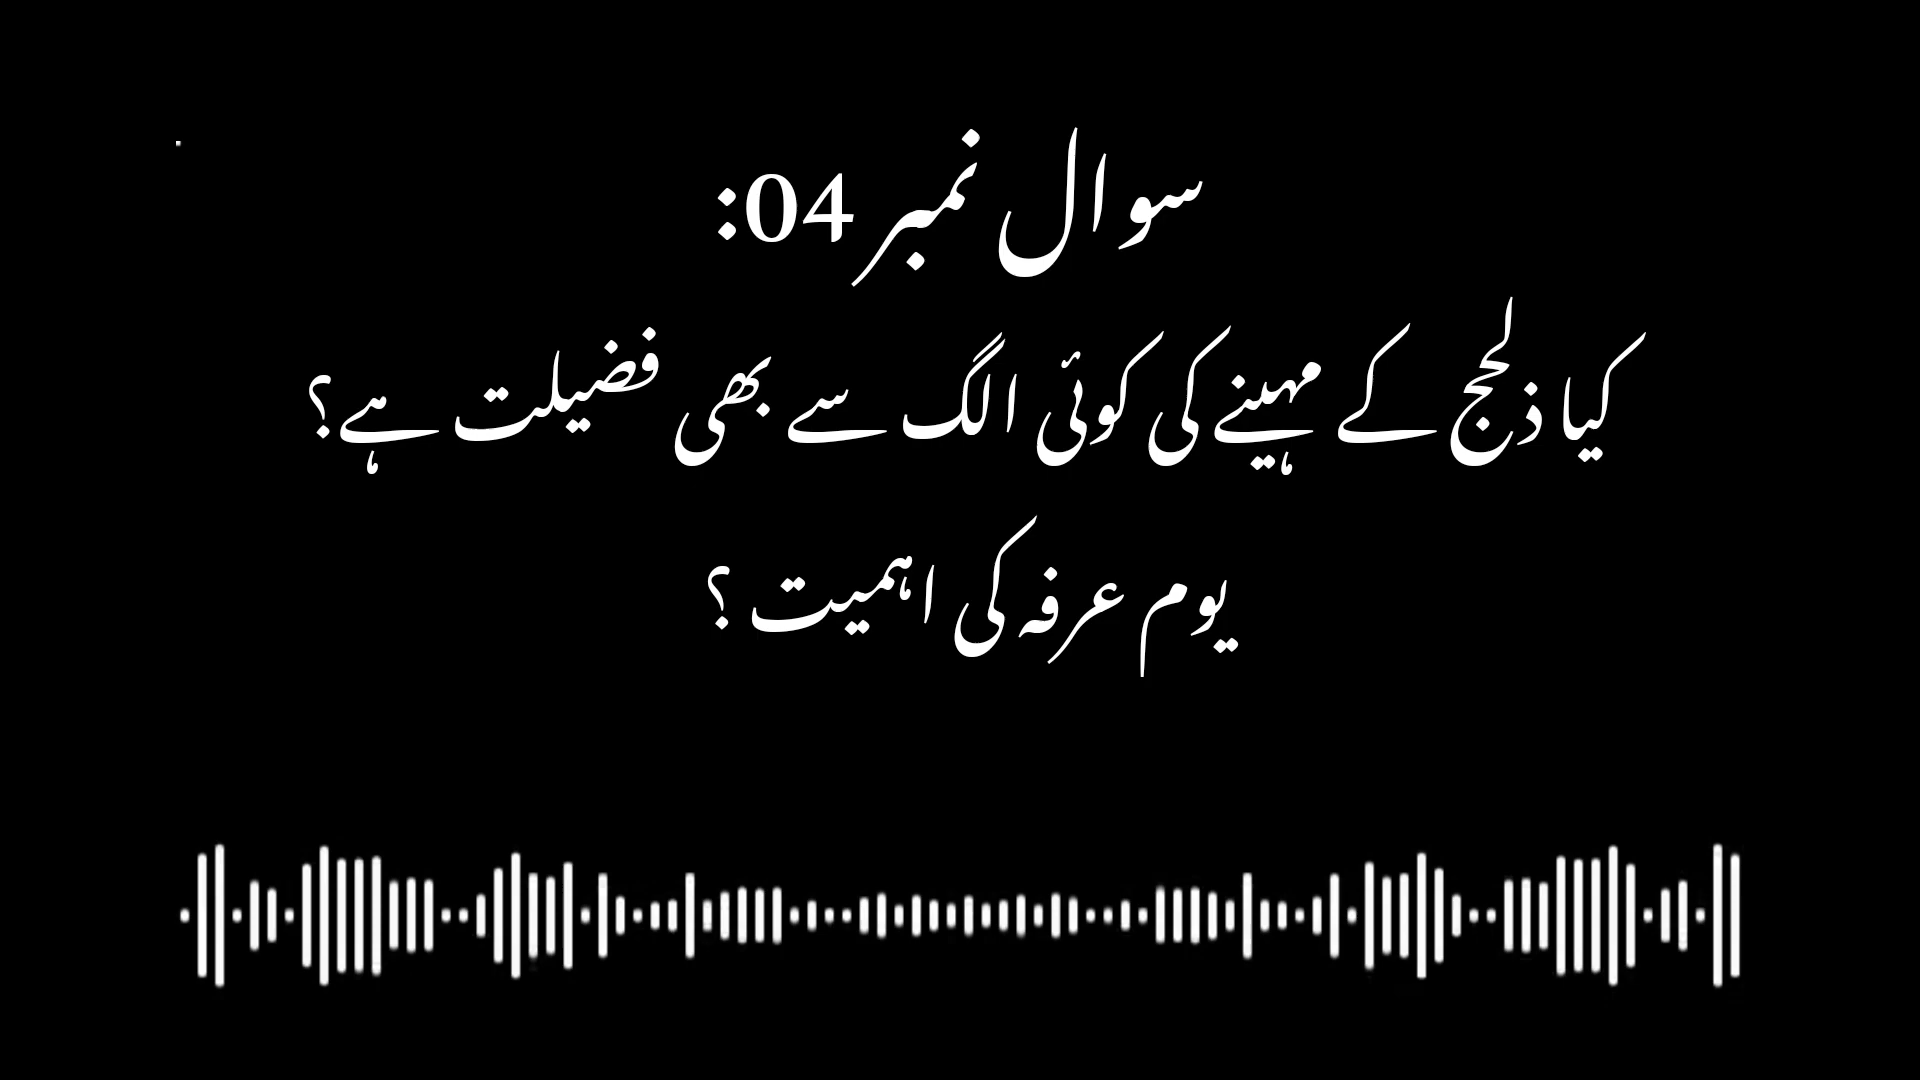 سوال نمبر 04:
کیا ذلحج کے مہینے کی کوئی الگ سے بھی فضیلت ہے؟
یوم عرفہ کی اہمیت ؟